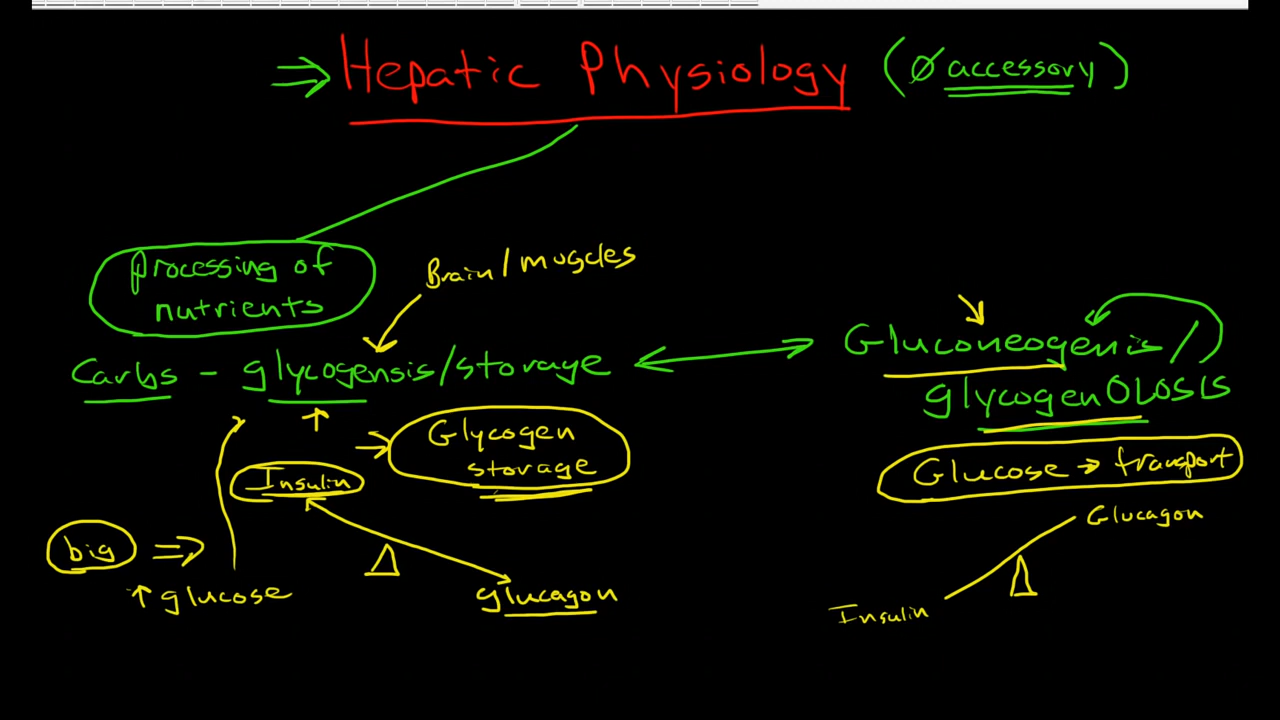 ⇒ Hepatic Physiology (∅ accessory)
processing of
nutrients
Brain/muscles
Carbs - glycogensis/storage ↔ Gluconeogenis/
glycogenOLOSIS
↑
⇒ Glycogen
storage
Insulin
Glucose → transport
big ⇒
↑ glucose
glucagon
Δ
Glucagon
Insulin
Δ